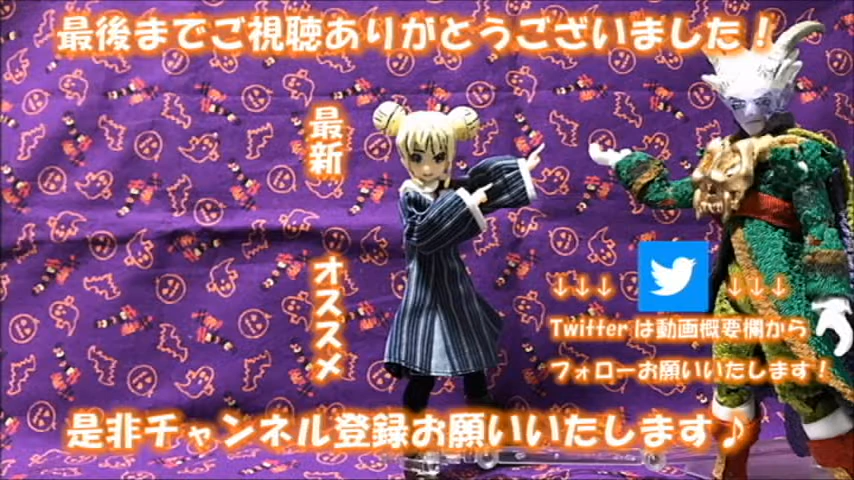 最後までご視聴ありがとうございました！
最新
オススメ
↓↓↓ ↓↓↓
Twitterは動画概要欄から
フォローお願いいたします！
是非チャンネル登録お願いいたします♪